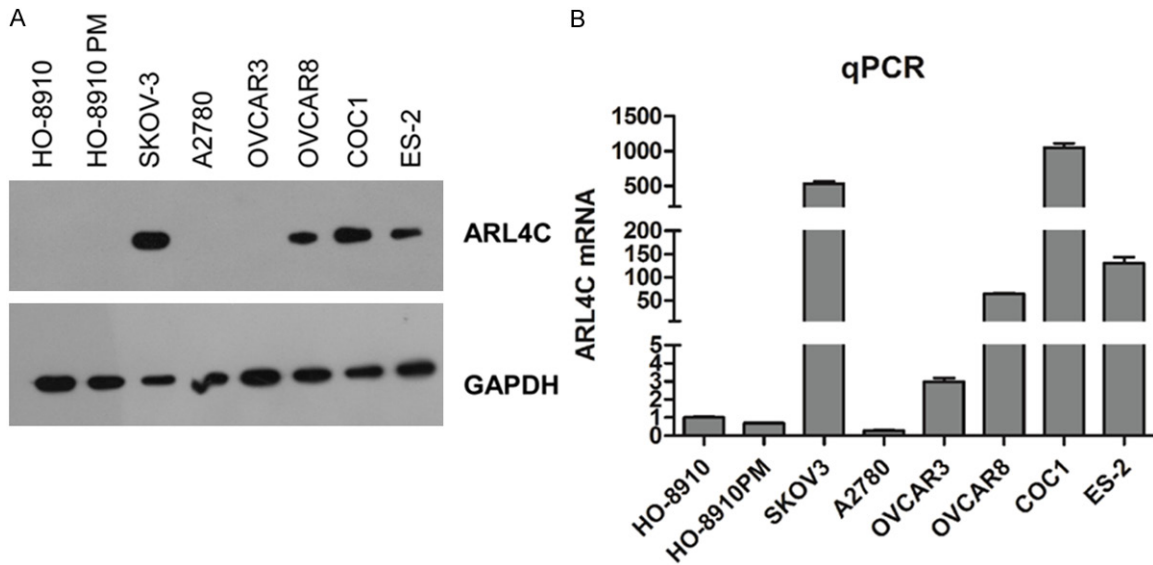 A
HO-8910
HO-8910 PM
SKOV-3
A2780
OVCAR3
OVCAR8
COC1
ES-2
ARL4C
GAPDH
B
qPCR
ARL4C mRNA
1500
1000
500
200
150
100
50
5
4
3
2
1
0
HO-8910
HO-8910PM
SKOV3
A2780
OVCAR3
OVCAR8
COC1
ES-2